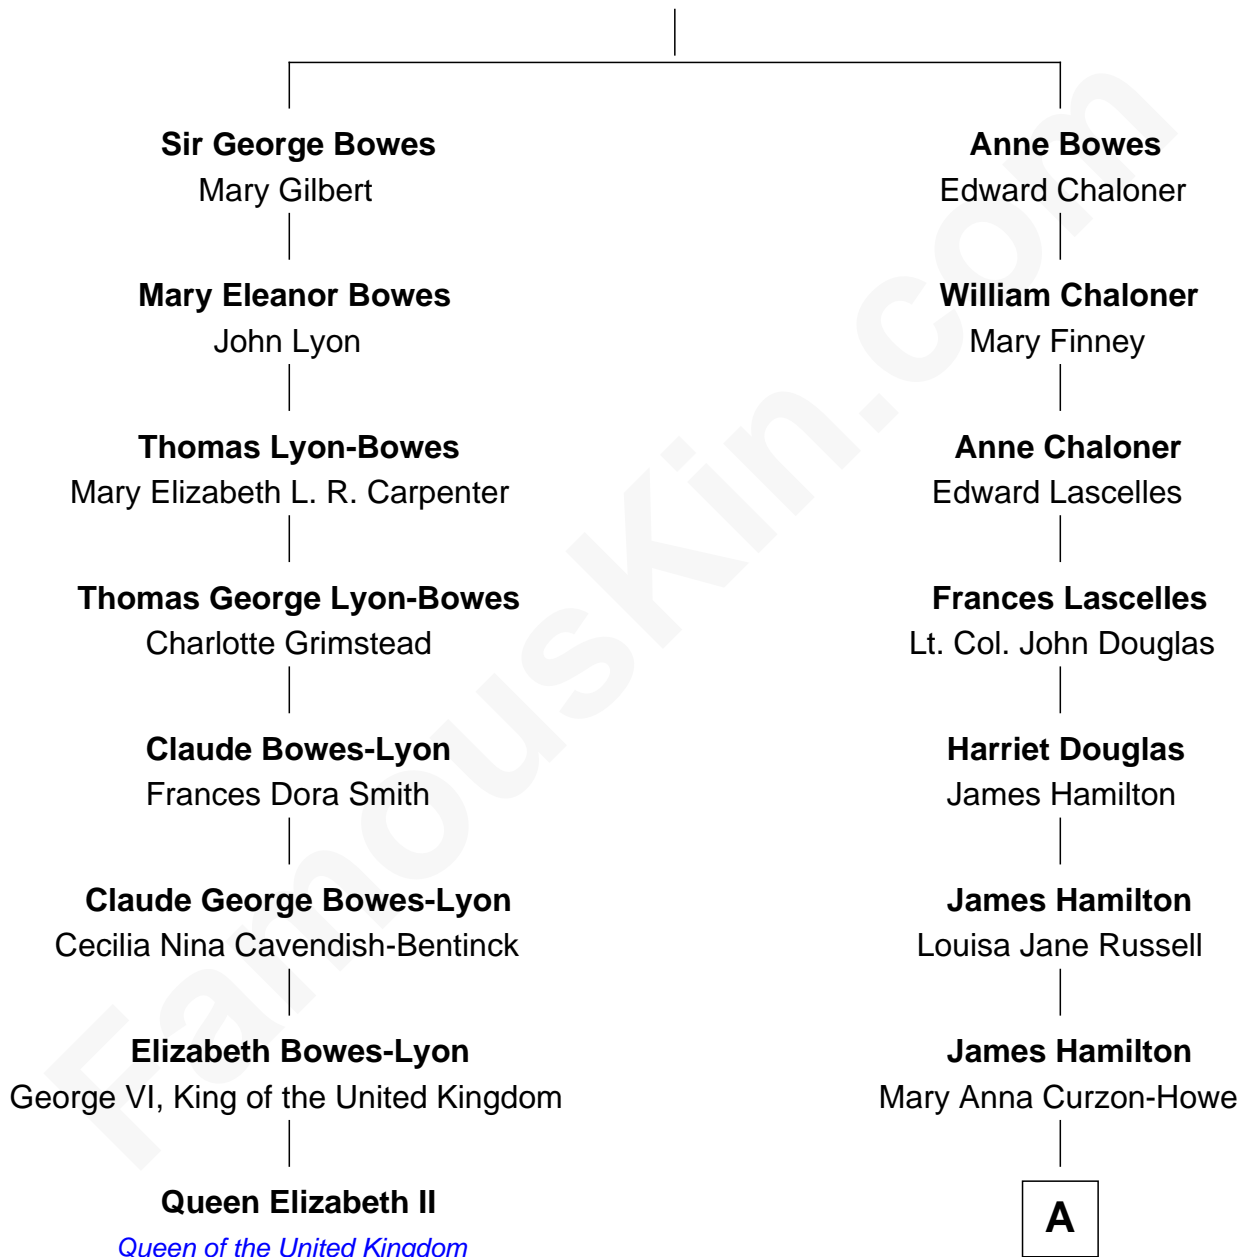 Sir George Bowes
Mary Gilbert
Anne Bowes
Edward Chaloner
Mary Eleanor Bowes
John Lyon
William Chaloner
Mary Finney
Thomas Lyon-Bowes
Mary Elizabeth L. R. Carpenter
Anne Chaloner
Edward Lascelles
Thomas George Lyon-Bowes
Charlotte Grimstead
Frances Lascelles
Lt. Col. John Douglas
Claude Bowes-Lyon
Frances Dora Smith
Harriet Douglas
James Hamilton
Claude George Bowes-Lyon
Cecilia Nina Cavendish-Bentinck
James Hamilton
Louisa Jane Russell
Elizabeth Bowes-Lyon
George VI, King of the United Kingdom
James Hamilton
Mary Anna Curzon-Howe
Queen Elizabeth II
Queen of the United Kingdom
A
FamousKin.com